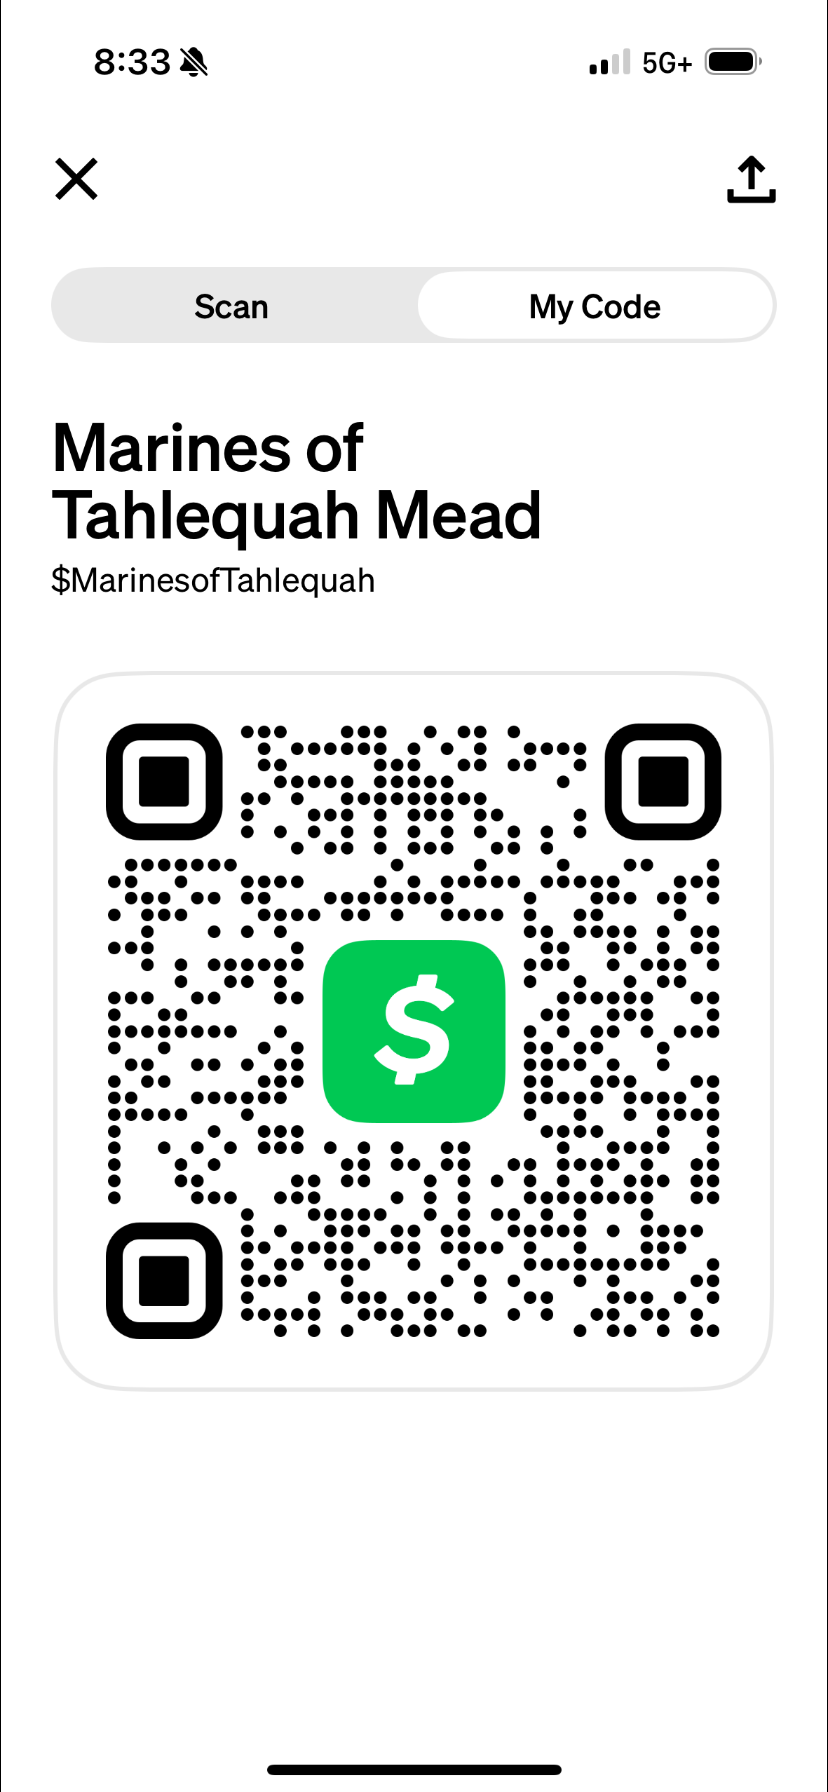 8:33 5G+
Scan My Code
Marines of
Tahlequah Mead
$MarinesofTahlequah
$